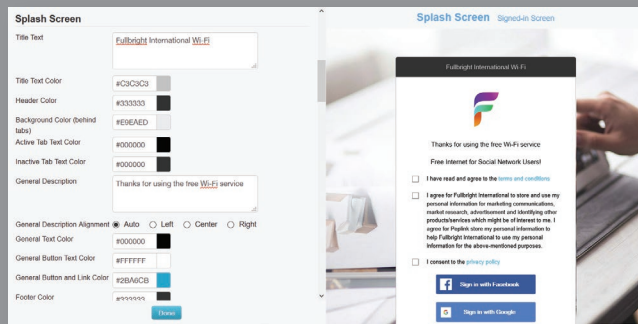 Splash Screen
Title Text
Fullbright International Wi-Fi
Title Text Color
#C3C3C3
Header Color
#333333
Background Color (behind
tabs)
#E9EAED
Active Tab Text Color
#000000
Inactive Tab Text Color
#000000
General Description
Thanks for using the free Wi-Fi service
General Description Alignment Auto Left Center Right
General Text Color
#000000
General Button Text Color
#FFFFFF
General Button and Link Color
#2BA6CB
Footer Color
#333333
Done
Splash Screen Signed-in Screen
Fullbright International Wi-Fi
Thanks for using the free Wi-Fi service
Free Internet for Social Network Users!
I have read and agree to the terms and conditions
I agree for Fullbright International to store and use my
personal information for marketing communications,
market research, advertisement and identifying other
products/services which might be of interest to me. I
agree for Peplink store my personal information to
help Fullbright International to use my personal
information for the above-mentioned purposes.
I consent to the privacy policy
Sign in with Facebook
Sign in with Google